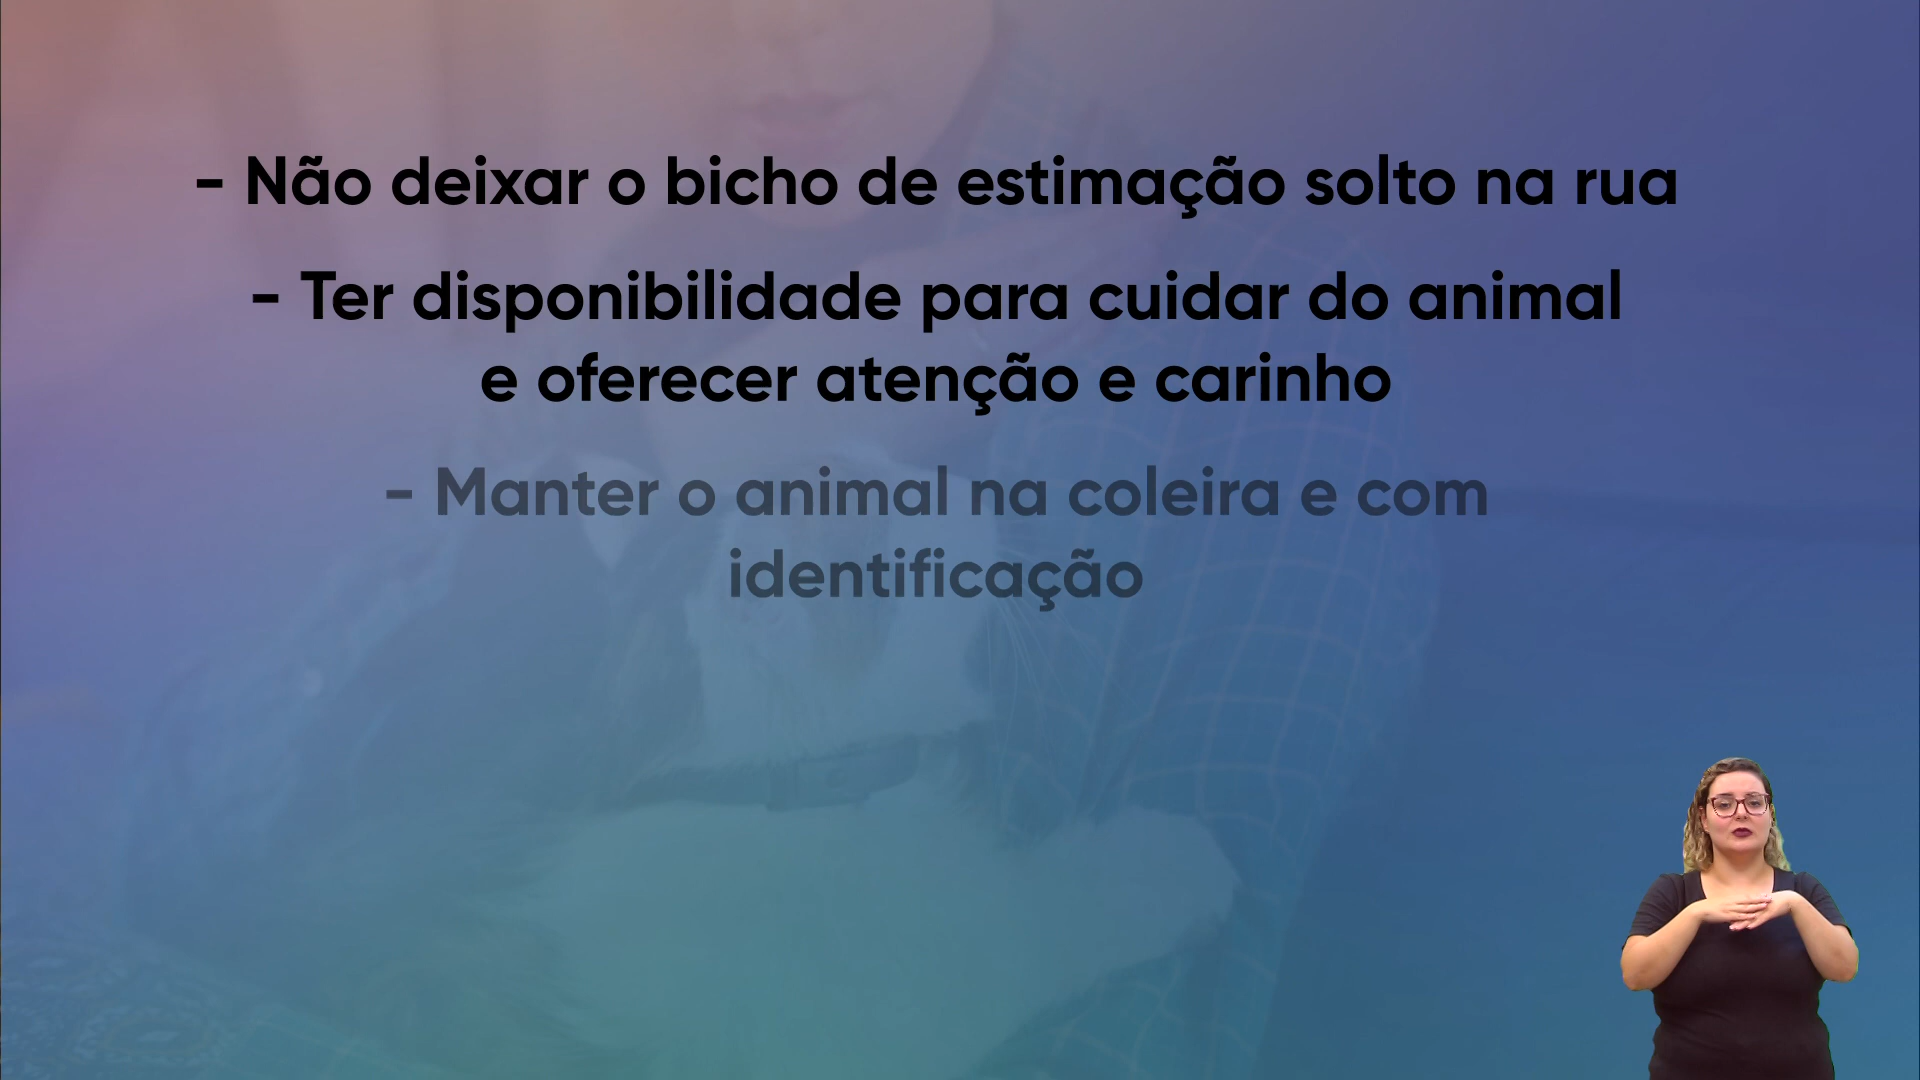 - Não deixar o bicho de estimação solto na rua
- Ter disponibilidade para cuidar do animal
e oferecer atenção e carinho
- Manter o animal na coleira e com
identificação